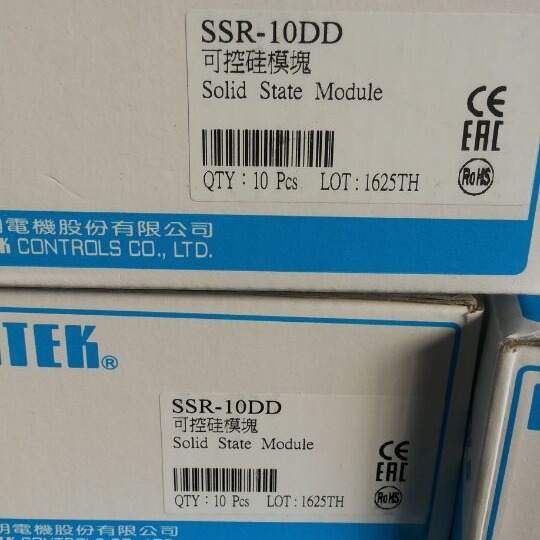 SSR-10DD
可控硅模塊
Solid State Module
CE
EAC
RoHS
QTY : 10 Pcs LOT : 1625TH
明電機股份有限公司
CONTROLS CO., LTD.
TEK®
SSR-10DD
可控硅模塊
Solid State Module
CE
EAC
RoHS
QTY : 10 Pcs LOT : 1625TH
明電機股份有限公司